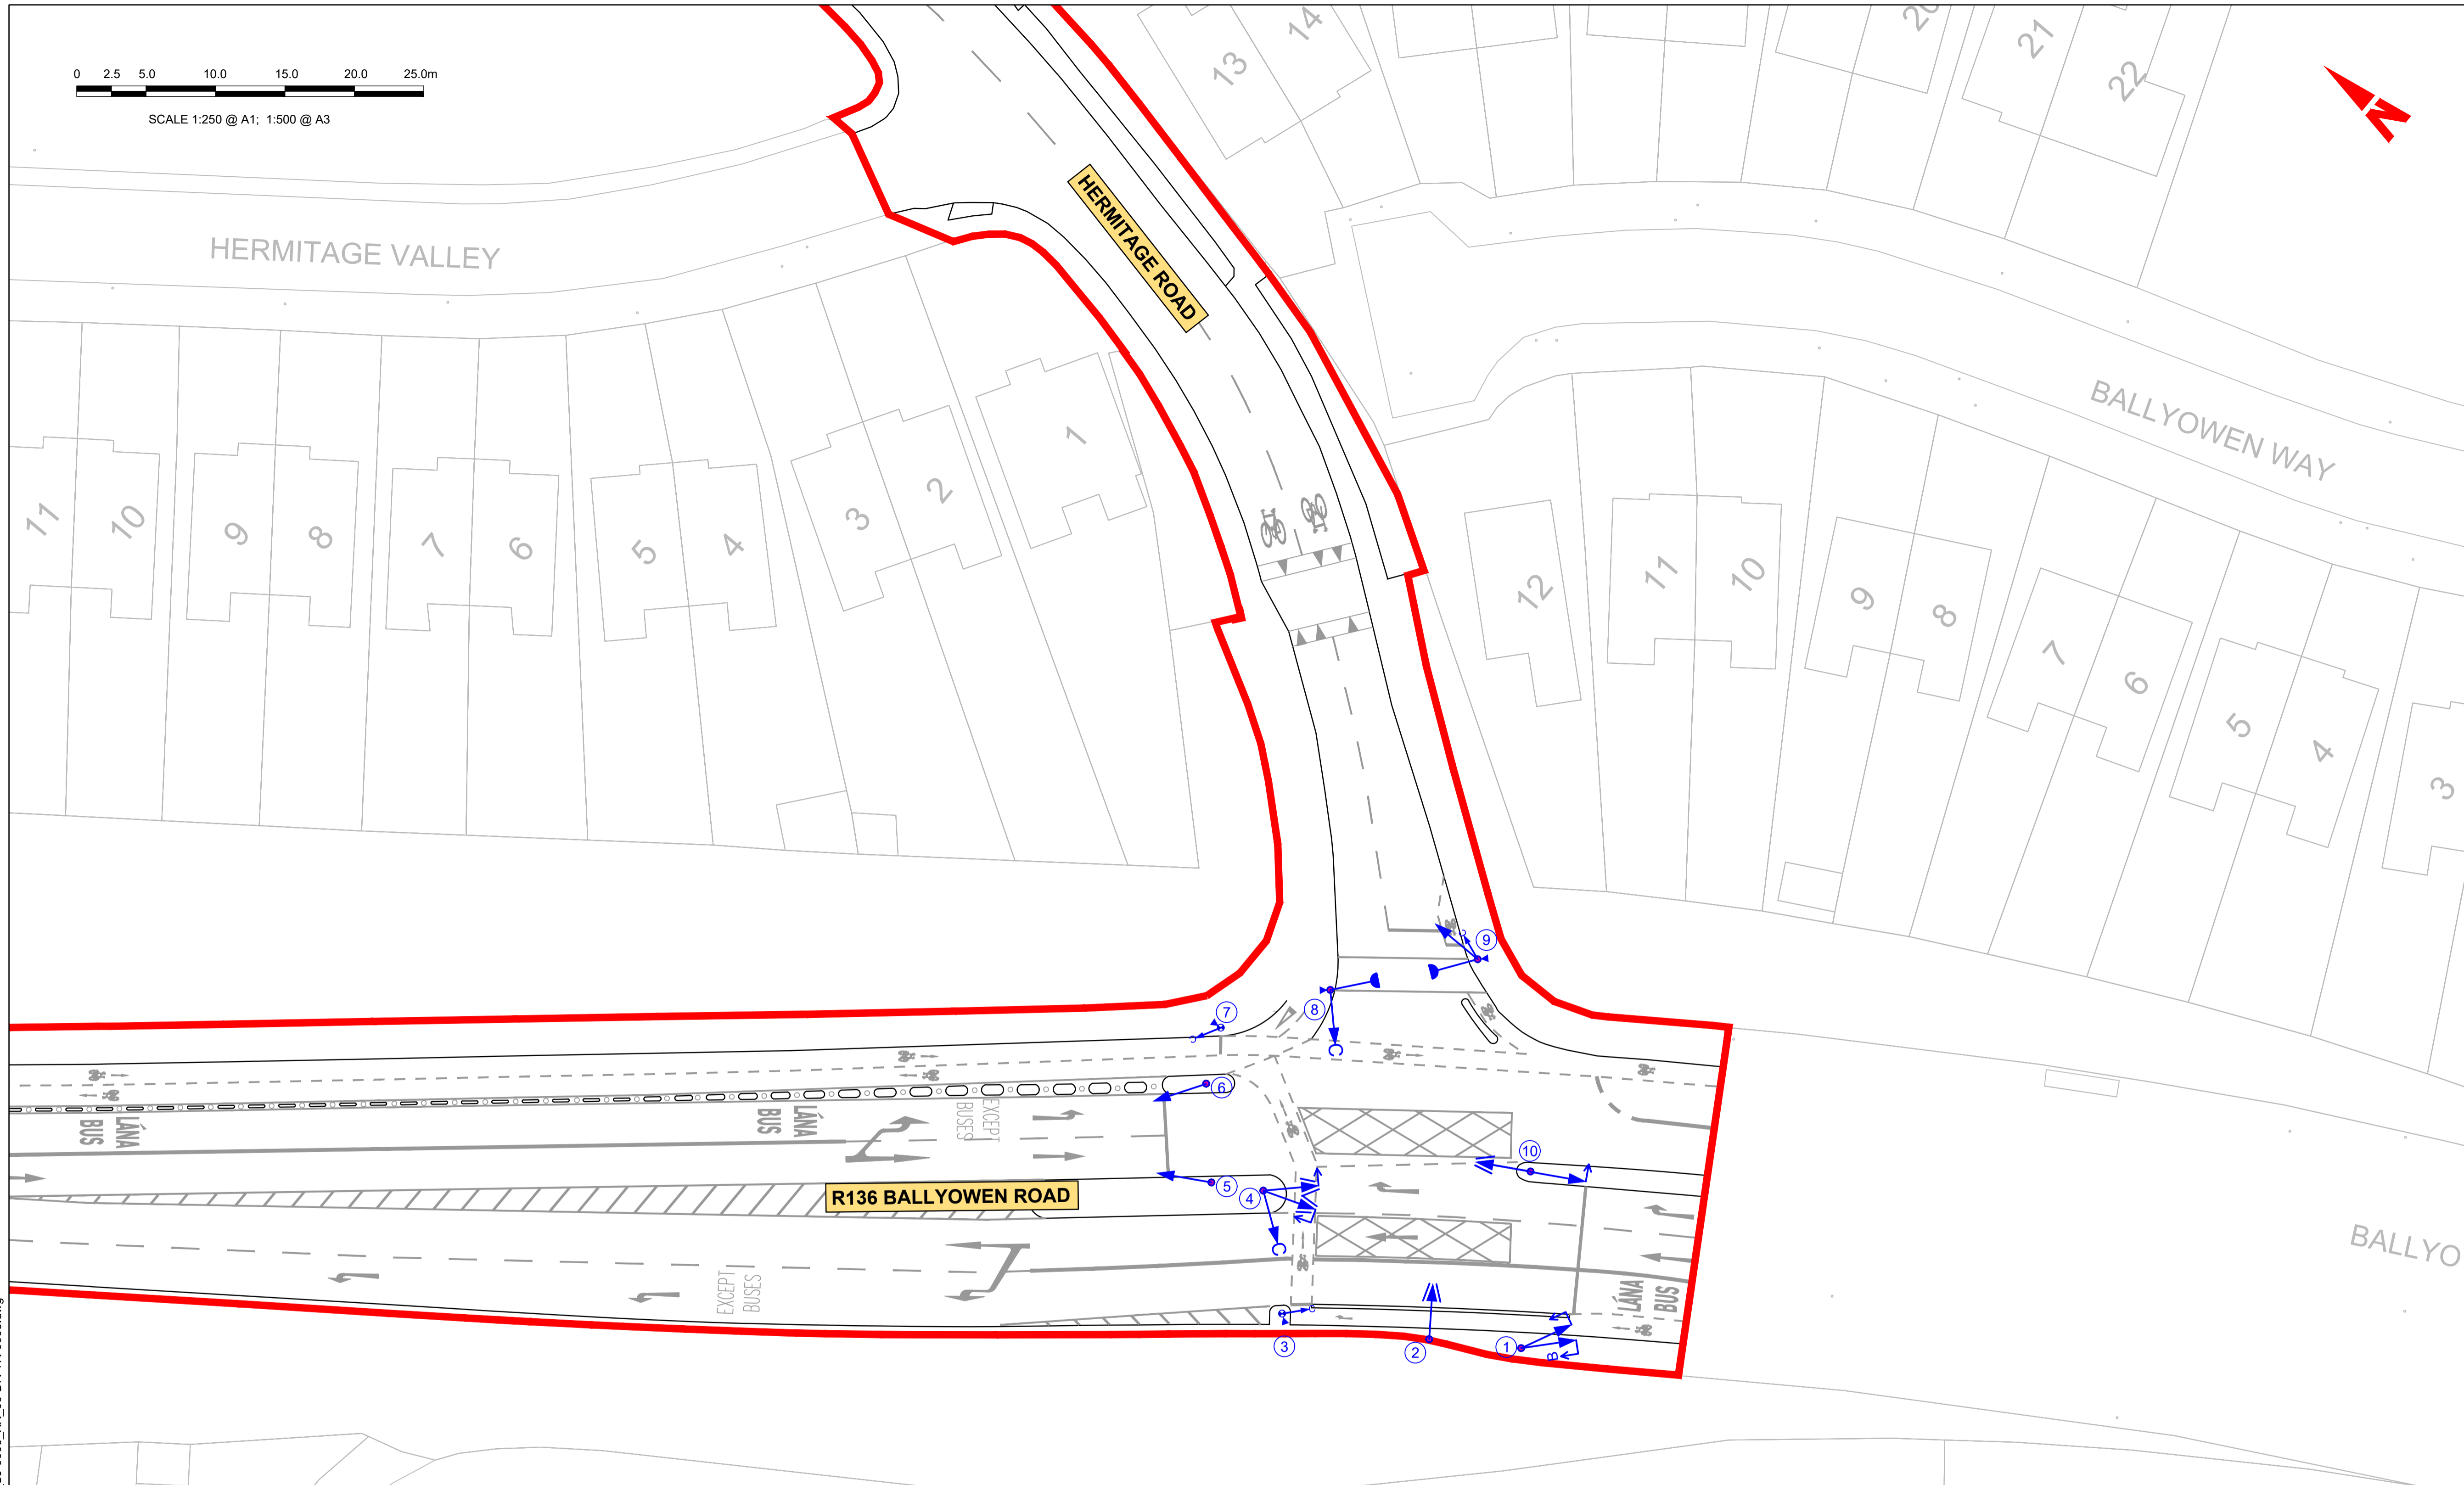 0 2.5 5.0 10.0 15.0 20.0 25.0m
SCALE 1:250 @ A1; 1:500 @ A3
13
14
21
22
HERMITAGE VALLEY
HERMITAGE ROAD
BALLYOWEN WAY
11
10
9
8
7
6
5
4
3
2
1
12
11
10
9
8
7
6
5
4
3
9
8
7
6
10
5
4
3
2
1
C
C
B
LÁNA
BUS
LÁNA
BUS
EXCEPT
BUSES
R136 BALLYOWEN ROAD
EXCEPT
BUSES
LÁNA
BUS
BALLYO